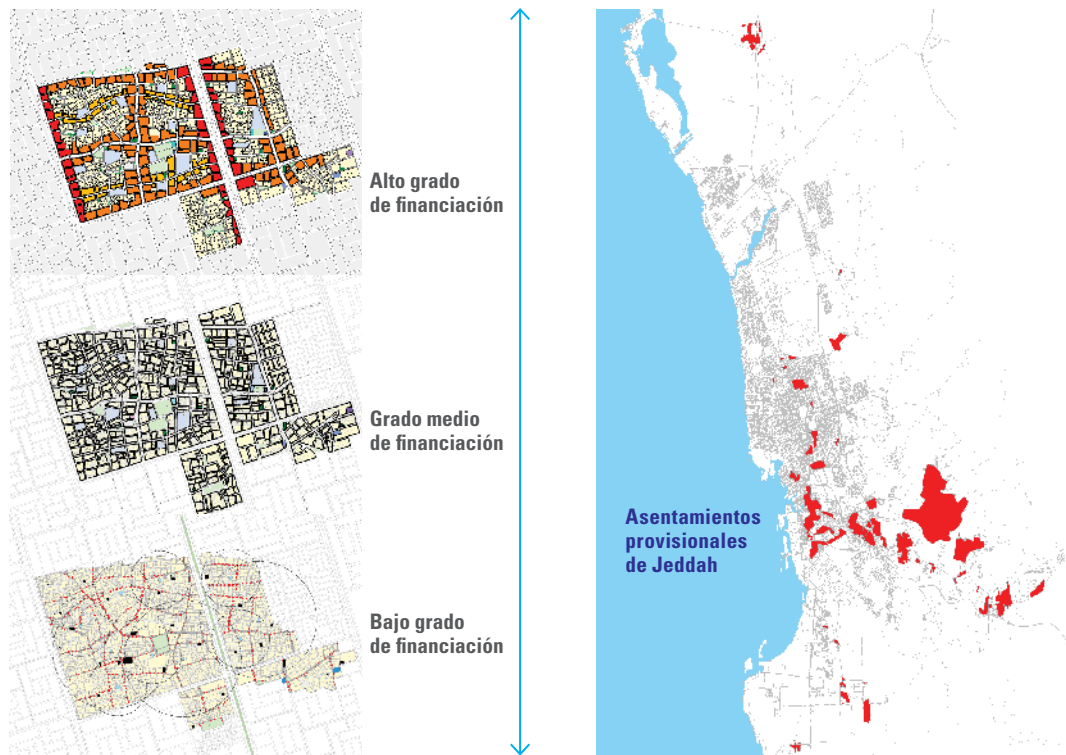 Alto grado
de financiación
Grado medio
de financiación
Bajo grado
de financiación
Asentamientos
provisionales
de Jeddah